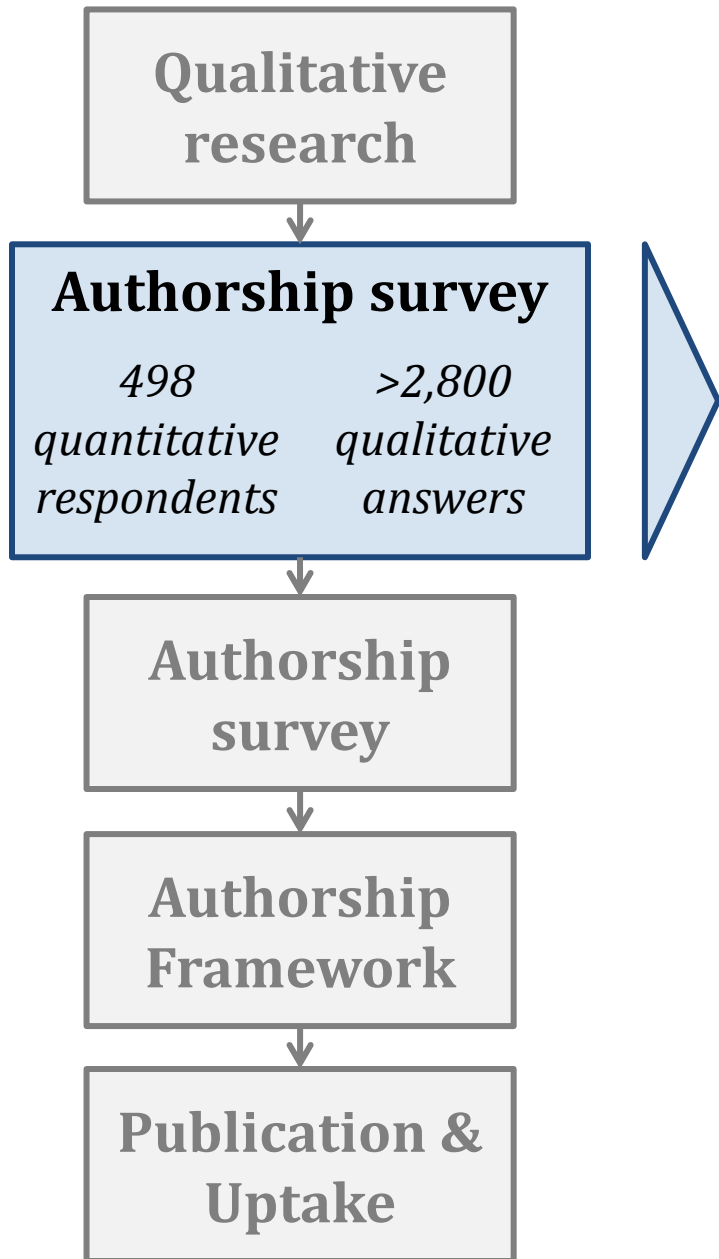 Qualitative
research
Authorship survey
498 >2,800
quantitative qualitative
respondents answers
Authorship
survey
Authorship
Framework
Publication &
Uptake